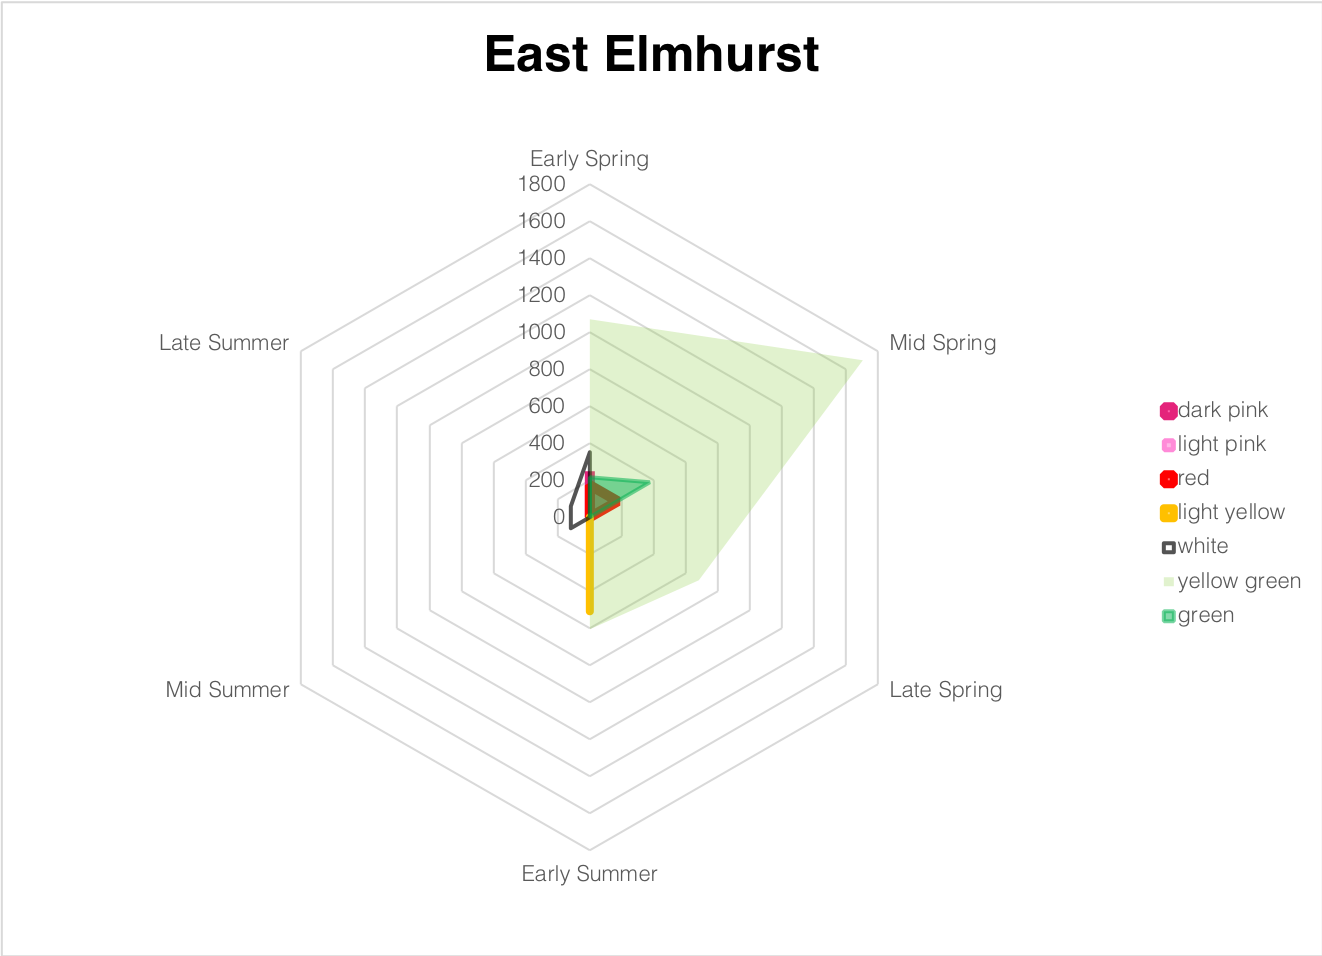 East Elmhurst
Early Spring
1800
1600
1400
1200
1000
800
600
400
200
0
Mid Spring
Late Spring
Early Summer
Mid Summer
Late Summer
dark pink
light pink
red
light yellow
white
yellow green
green